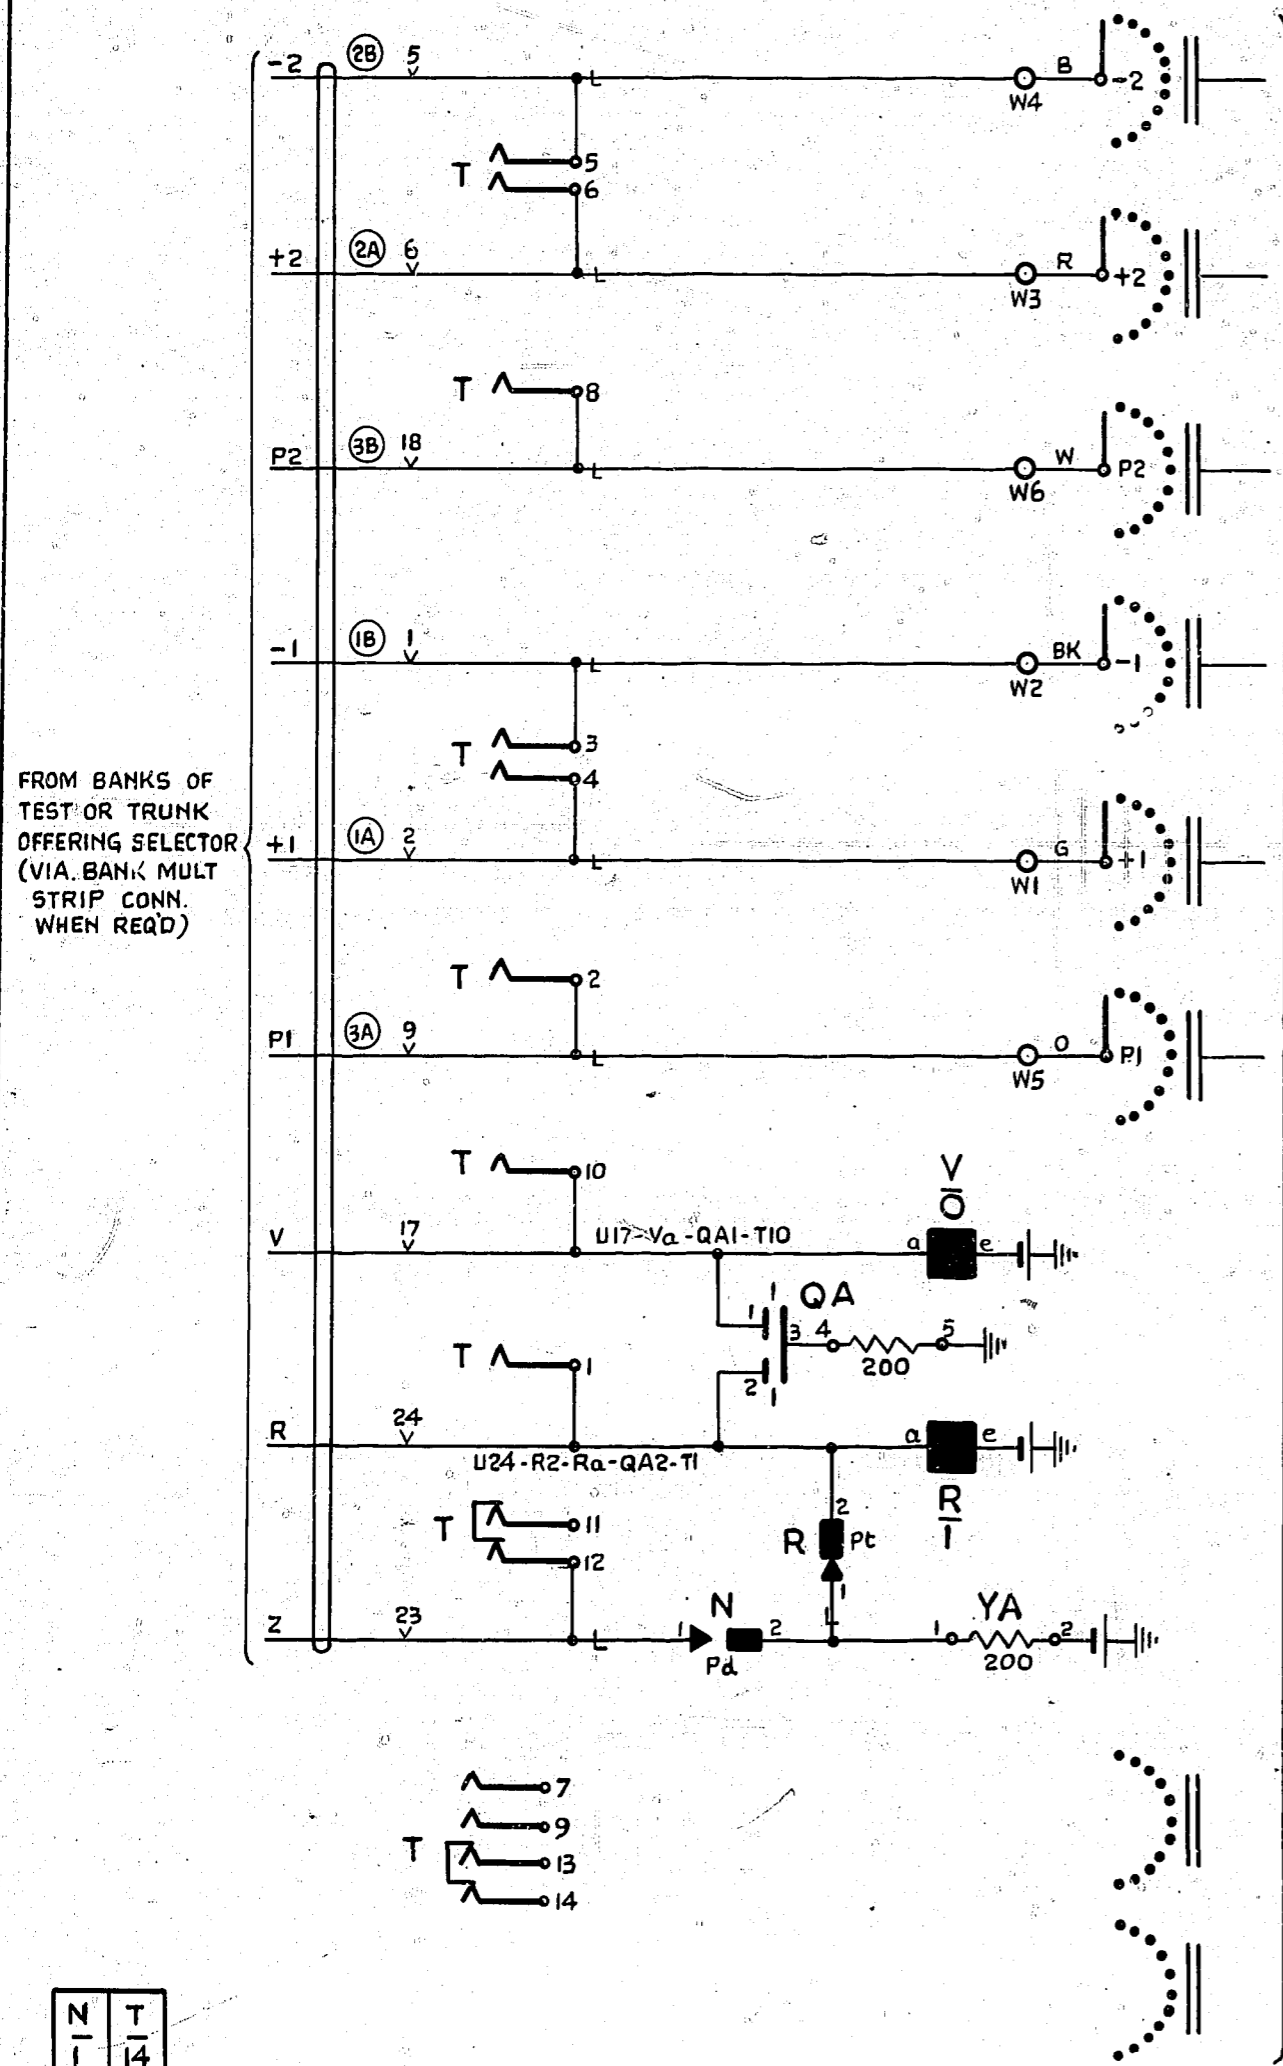 -2 2B 5 L W4 B -2
T 5
6
+2 2A 6 L W3 R +2
T 8
P2 3B 18 L W6 W P2
-1 1B 1 L W2 BK -1
T 3
4
FROM BANKS OF
TEST OR TRUNK
OFFERING SELECTOR
(VIA. BANK MULT
STRIP CONN.
WHEN REQ'D)
+1 1A 2 L W1 G +1
T 2
P1 3A 9 L W5 O P1
T 10
V 17 U17-Va-QA1-T10 a V 0 e
QA
1 1 3 4 200 5
2 1
T 1
R 24 a e R 1
U24-R2-Ra-QA2-T1
T 11
12
R 2 Pt 1 L
Z 23 L 1 N 2 Pd 1 YA 2 200
T 7
9
13
14
N T
1 14